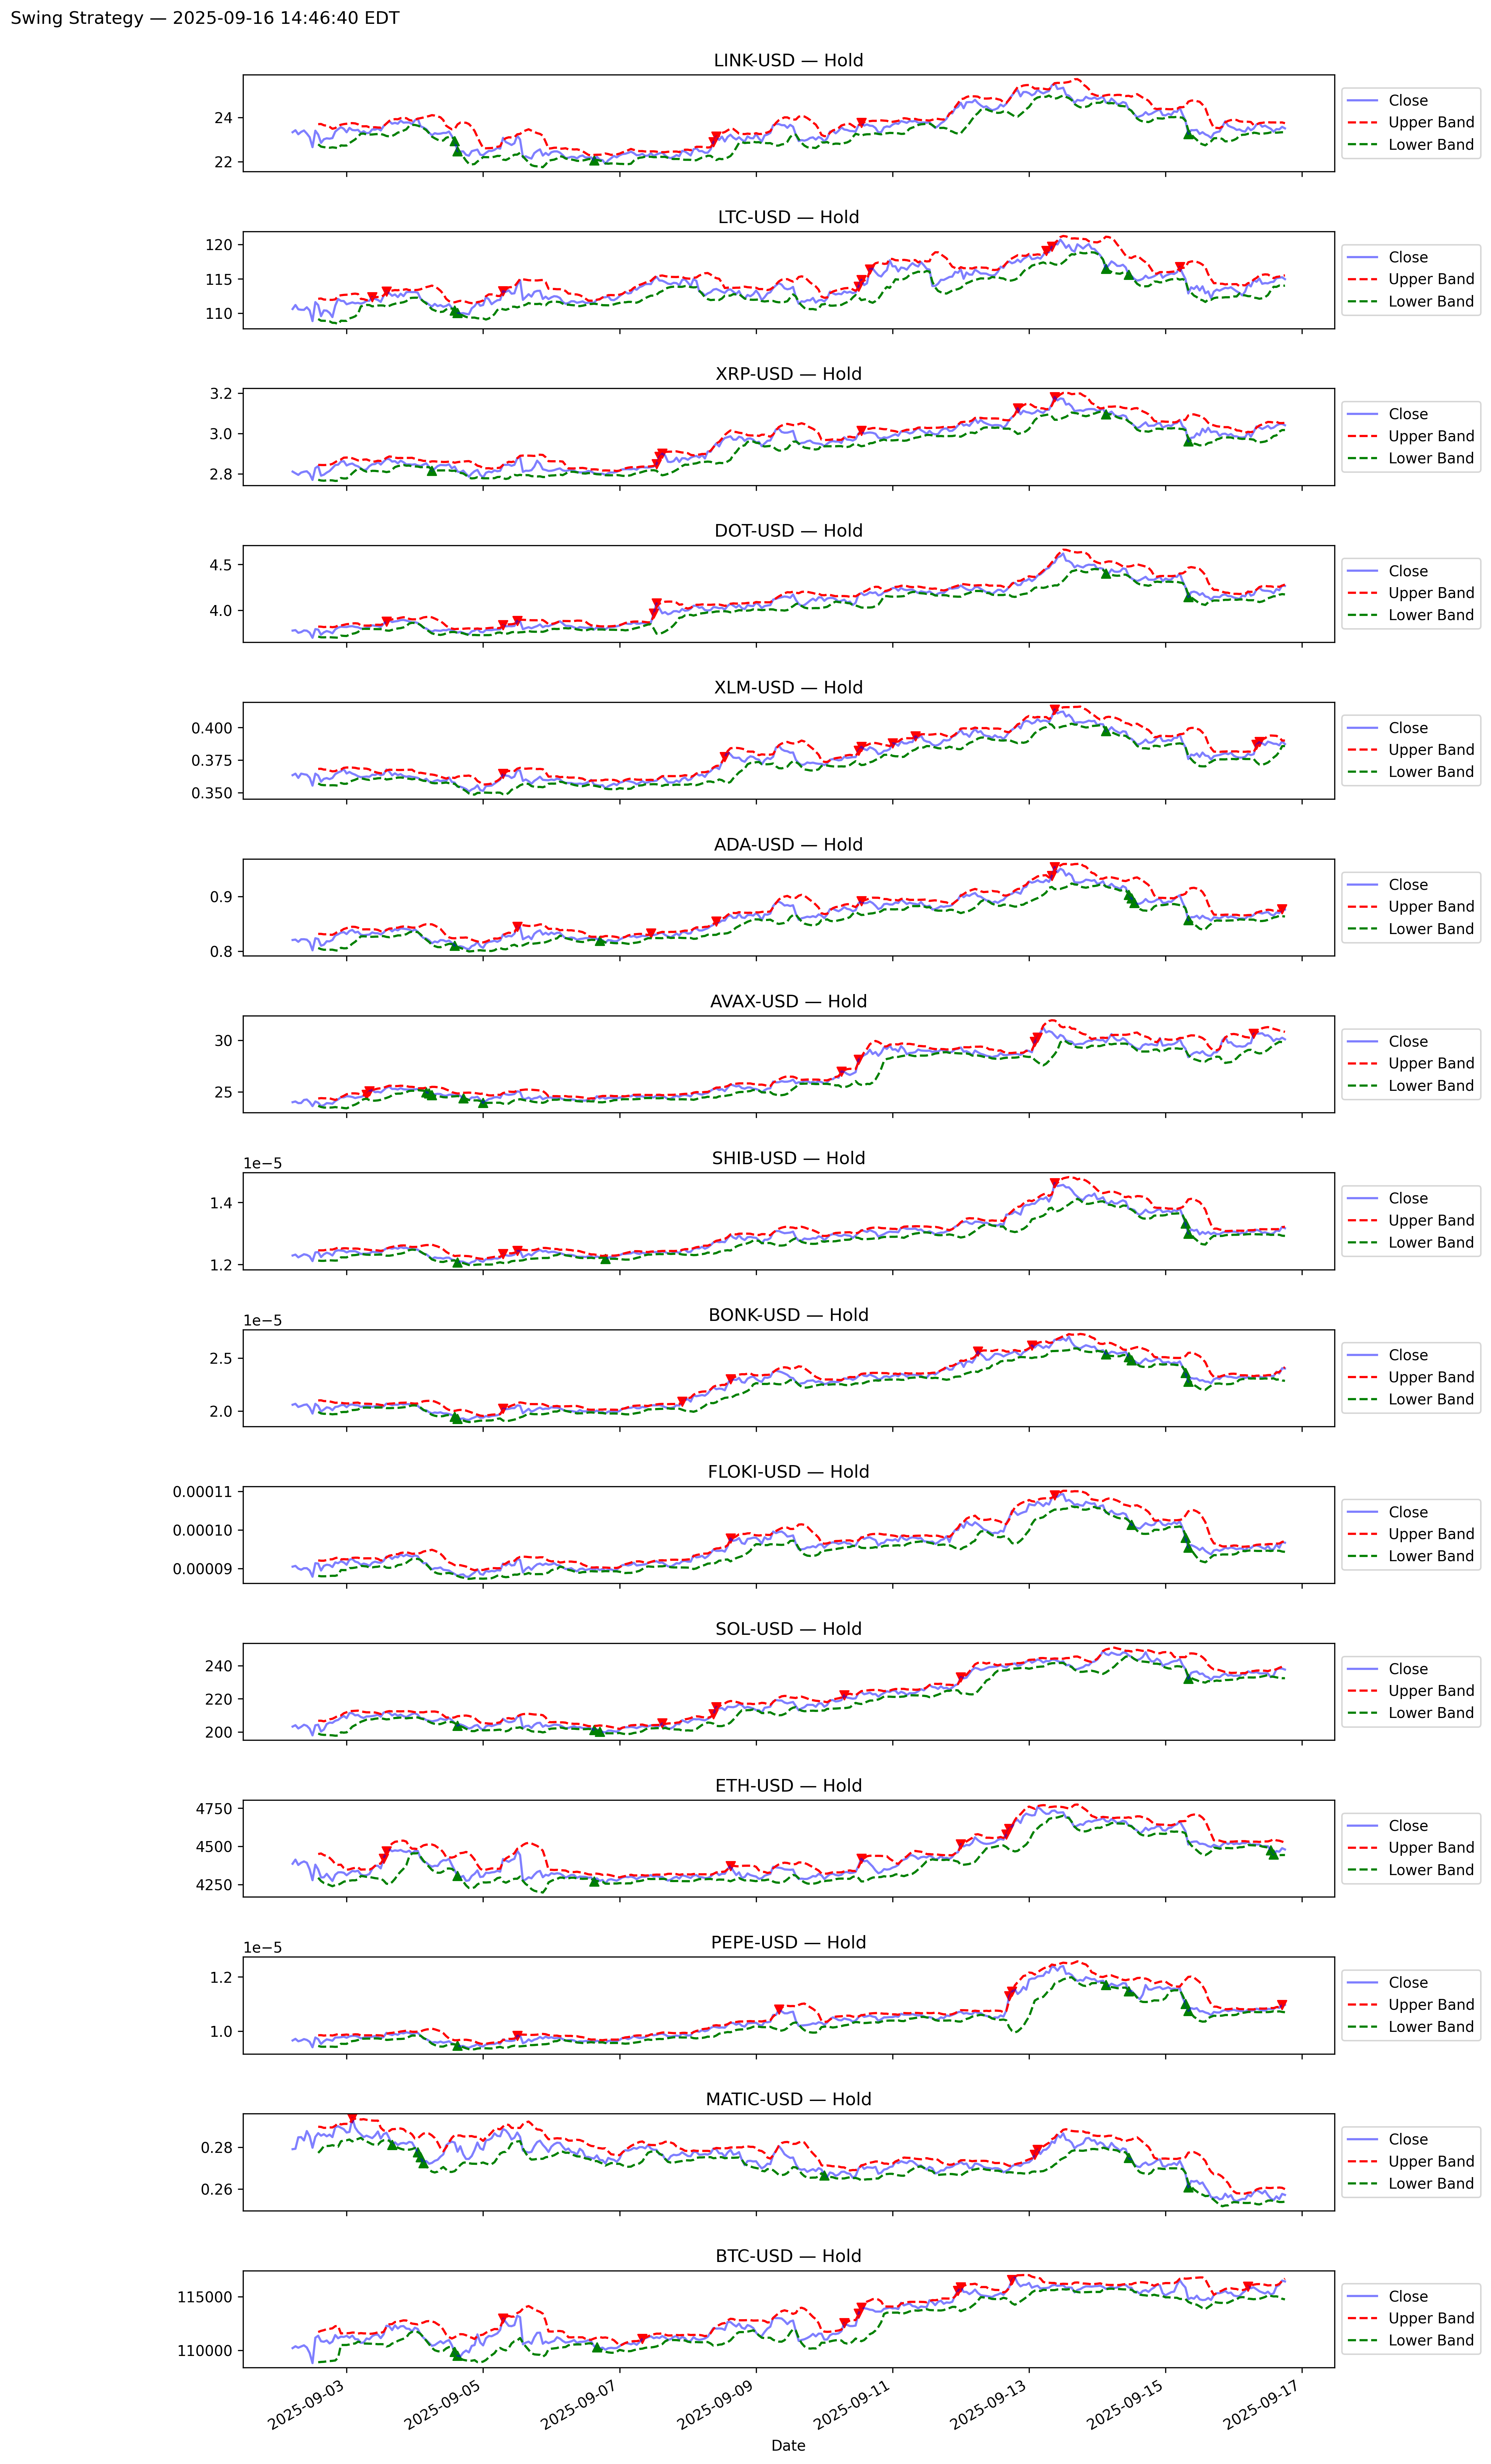 Swing Strategy — 2025-09-16 14:46:40 EDT
LINK-USD — Hold
24
22
Close
Upper Band
Lower Band
LTC-USD — Hold
120
115
110
Close
Upper Band
Lower Band
XRP-USD — Hold
3.2
3.0
2.8
Close
Upper Band
Lower Band
DOT-USD — Hold
4.5
4.0
Close
Upper Band
Lower Band
XLM-USD — Hold
0.400
0.375
0.350
Close
Upper Band
Lower Band
ADA-USD — Hold
0.9
0.8
Close
Upper Band
Lower Band
AVAX-USD — Hold
30
25
Close
Upper Band
Lower Band
SHIB-USD — Hold
1e−5
1.4
1.2
Close
Upper Band
Lower Band
BONK-USD — Hold
1e−5
2.5
2.0
Close
Upper Band
Lower Band
FLOKI-USD — Hold
0.00011
0.00010
0.00009
Close
Upper Band
Lower Band
SOL-USD — Hold
240
220
200
Close
Upper Band
Lower Band
ETH-USD — Hold
4750
4500
4250
Close
Upper Band
Lower Band
PEPE-USD — Hold
1e−5
1.2
1.0
Close
Upper Band
Lower Band
MATIC-USD — Hold
0.28
0.26
Close
Upper Band
Lower Band
BTC-USD — Hold
115000
110000
Close
Upper Band
Lower Band
2025-09-03
2025-09-05
2025-09-07
2025-09-09
2025-09-11
2025-09-13
2025-09-15
2025-09-17
Date